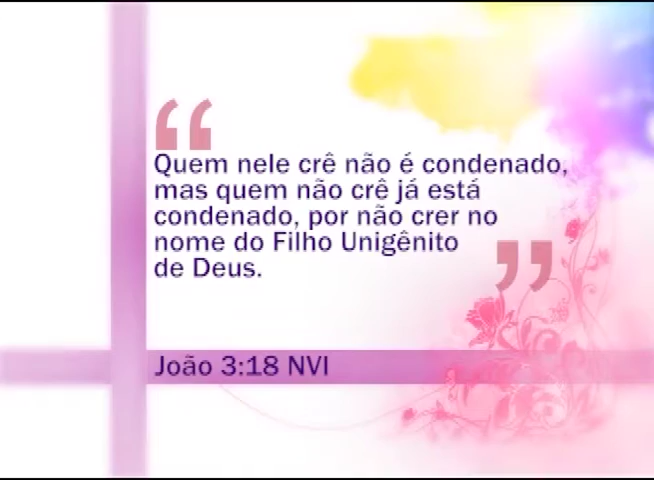 “Quem nele crê não é condenado,
mas quem não crê já está
condenado, por não crer no
nome do Filho Unigênito
de Deus.”
João 3:18 NVI